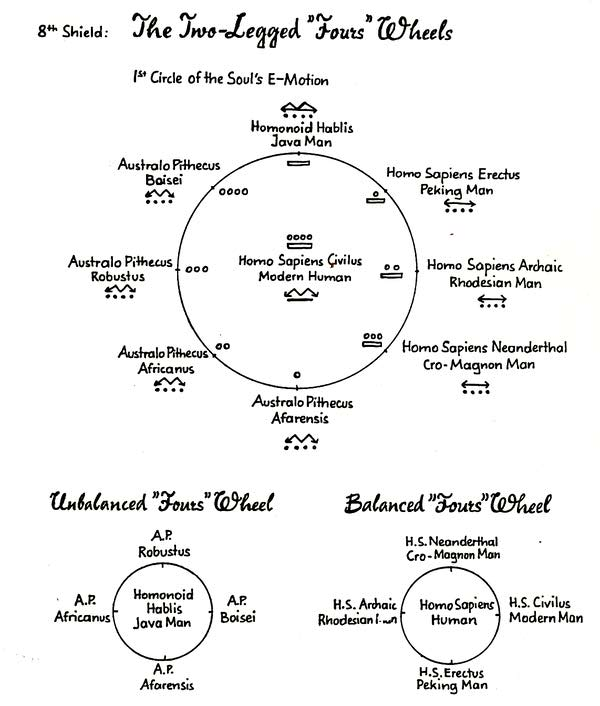 8th Shield: The Two-Legged "Fours" Wheels
1st Circle of the Soul's E-Motion
Homonoid Hablis
Java Man
Homo Sapiens Erectus
Peking Man
Homo Sapiens Archaic
Rhodesian Man
Homo Sapiens Neanderthal
Cro-Magnon Man
Australo Pithecus
Afarensis
Australo Pithecus
Africanus
Australo Pithecus
Robustus
Australo Pithecus
Boisei
Homo Sapiens Civilus
Modern Human
Unbalanced "Fours" Wheel
A.P.
Robustus
A.P.
Africanus
Homonoid
Hablis
Java Man
A.P.
Boisei
A.P.
Afarensis
Balanced "Fours" Wheel
H.S. Neanderthal
Cro-Magnon Man
H.S. Archaic
Rhodesian
Homo Sapiens
Human
H.S. Civilus
Modern Man
H.S. Erectus
Peking Man